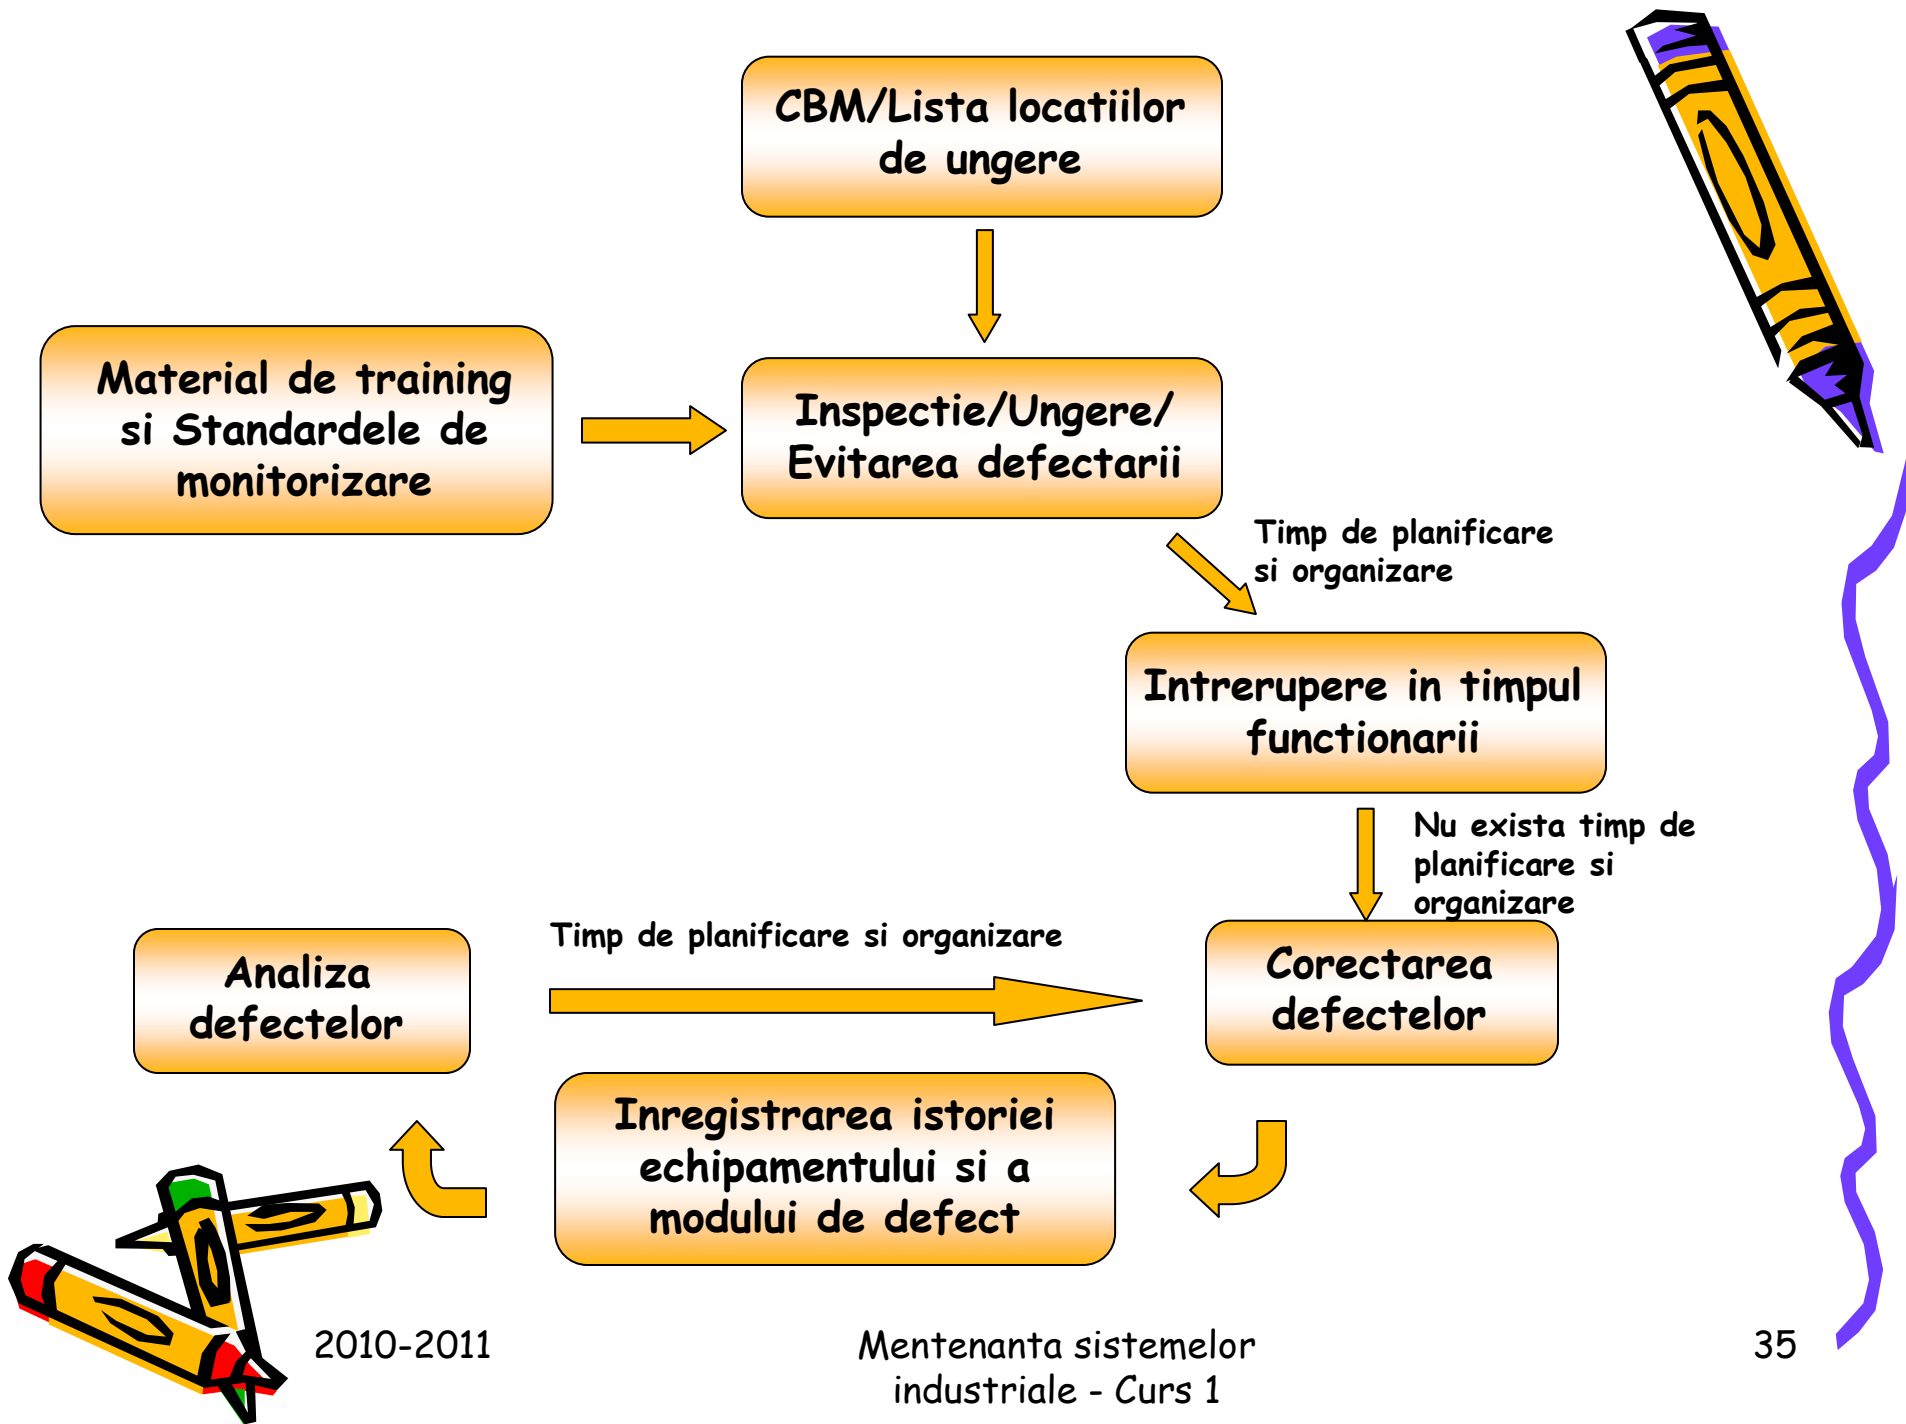 CBM/Lista locatiilor
de ungere
Material de training
si Standardele de
monitorizare
Inspectie/Ungere/
Evitarea defectarii
Timp de planificare
si organizare
Intrerupere in timpul
functionarii
Nu exista timp de
planificare si
organizare
Analiza
defectelor
Timp de planificare si organizare
Corectarea
defectelor
Inregistrarea istoriei
echipamentului si a
modului de defect
2010-2011
Mentenanta sistemelor
industriale - Curs 1
35